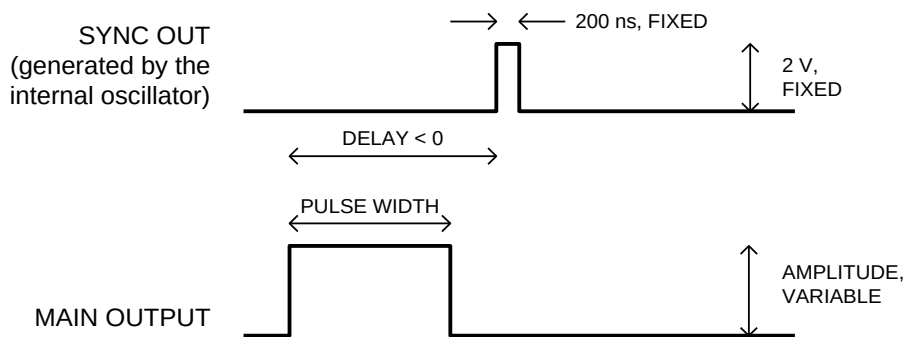 200 ns, FIXED
SYNC OUT
(generated by the
internal oscillator)
2 V,
FIXED
DELAY < 0
PULSE WIDTH
AMPLITUDE,
VARIABLE
MAIN OUTPUT